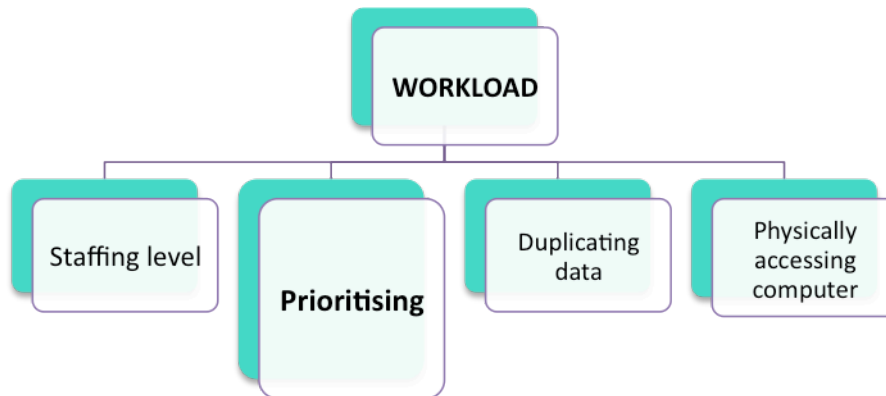 WORKLOAD
Staffing level
Prioritising
Duplicating
data
Physically
accessing
computer